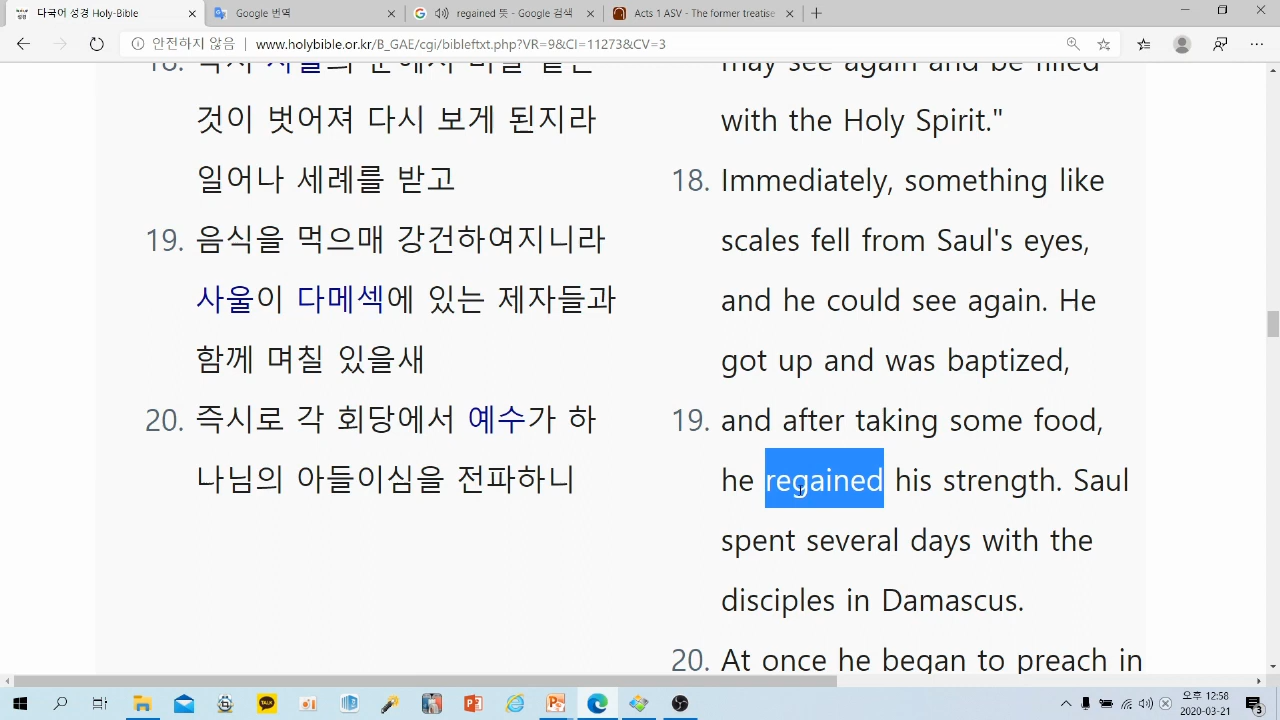 다국어 성경 Holy-Bible
Google 번역
regained 뜻 - Google 검색
Acts 1 ASV - The former treatise
안전하지 않음
www.holybible.or.kr/B_GAE/cgi/bibleftxt.php?VR=9&CI=11273&CV=3
것이 벗어져 다시 보게 된지라
일어나 세례를 받고
19. 음식을 먹으매 강건하여지니라
사울이 다메섹에 있는 제자들과
함께 며칠 있을새
20. 즉시로 각 회당에서 예수가 하
나님의 아들이심을 전파하니
may see again and be filled
with the Holy Spirit."
18. Immediately, something like
scales fell from Saul's eyes,
and he could see again. He
got up and was baptized,
19. and after taking some food,
he regained his strength. Saul
spent several days with the
disciples in Damascus.
20. At once he began to preach in
오후 12:58
2020-03-21